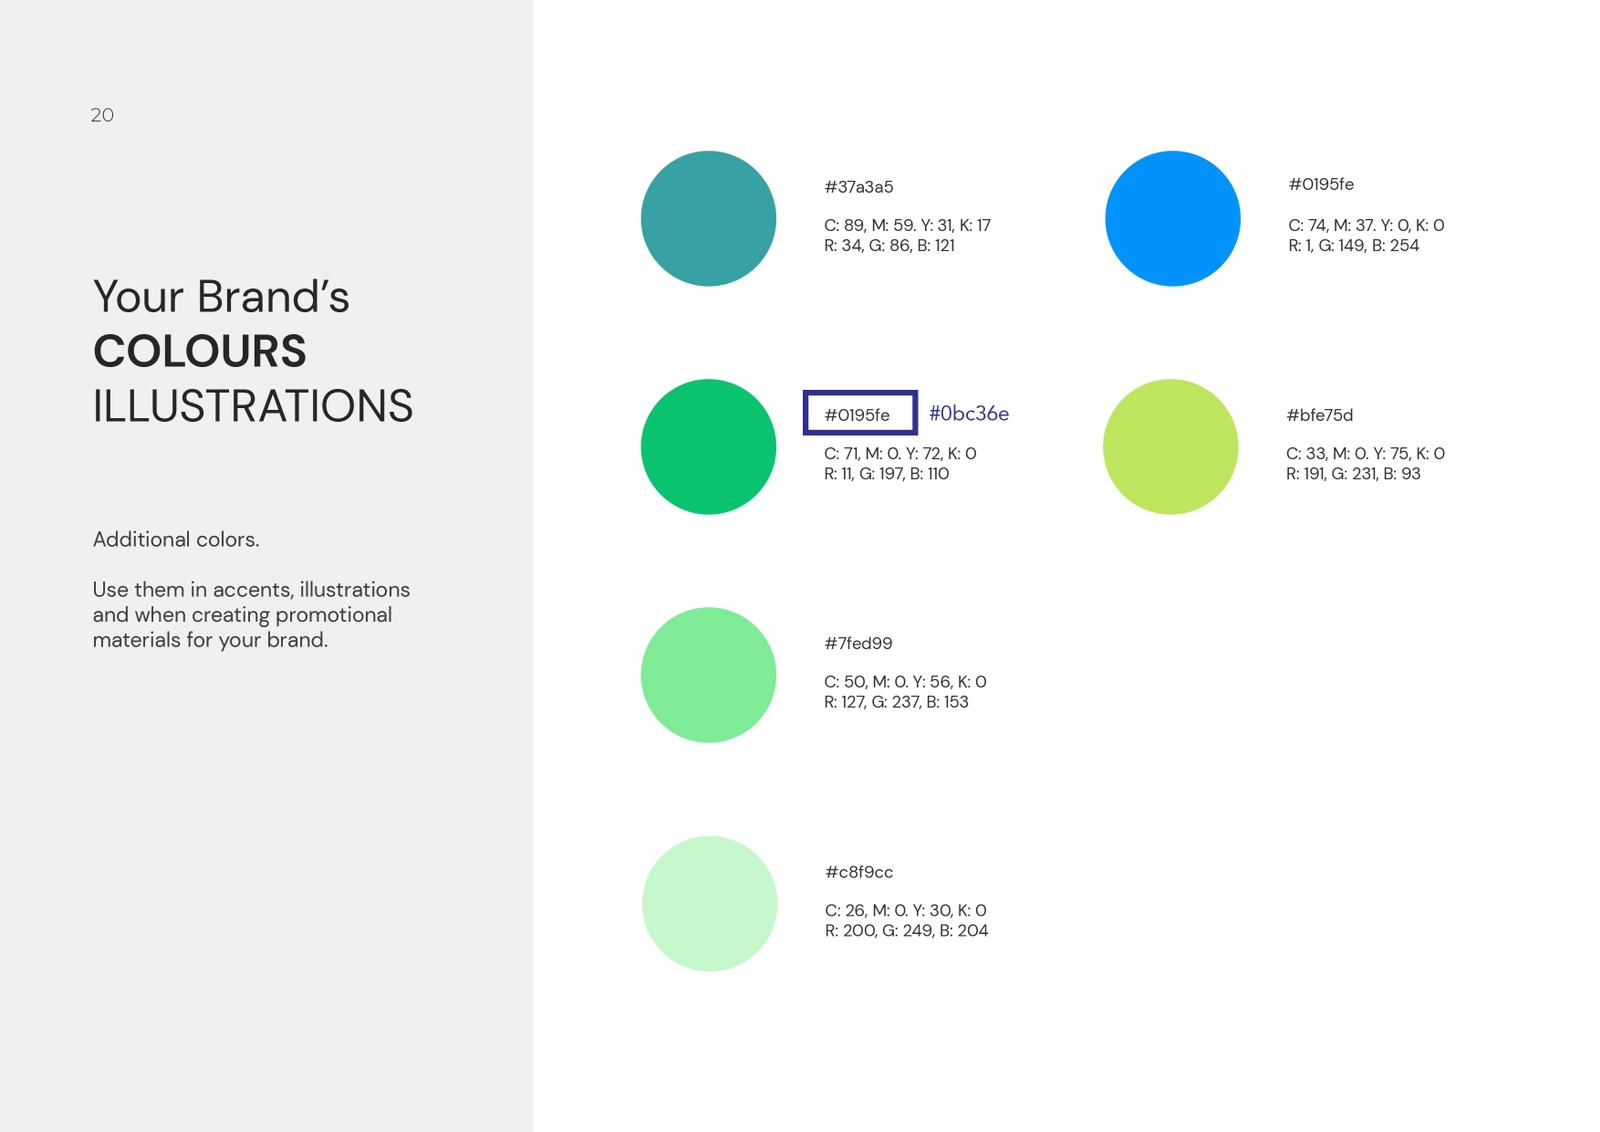 20
Your Brand’s
COLOURS
ILLUSTRATIONS
Additional colors.
Use them in accents, illustrations
and when creating promotional
materials for your brand.
#37a3a5
C: 89, M: 59. Y: 31, K: 17
R: 34, G: 86, B: 121
#0195fe
C: 74, M: 37. Y: 0, K: 0
R: 1, G: 149, B: 254
#0195fe #0bc36e
C: 71, M: 0. Y: 72, K: 0
R: 11, G: 197, B: 110
#bfe75d
C: 33, M: 0. Y: 75, K: 0
R: 191, G: 231, B: 93
#7fed99
C: 50, M: 0. Y: 56, K: 0
R: 127, G: 237, B: 153
#c8f9cc
C: 26, M: 0. Y: 30, K: 0
R: 200, G: 249, B: 204